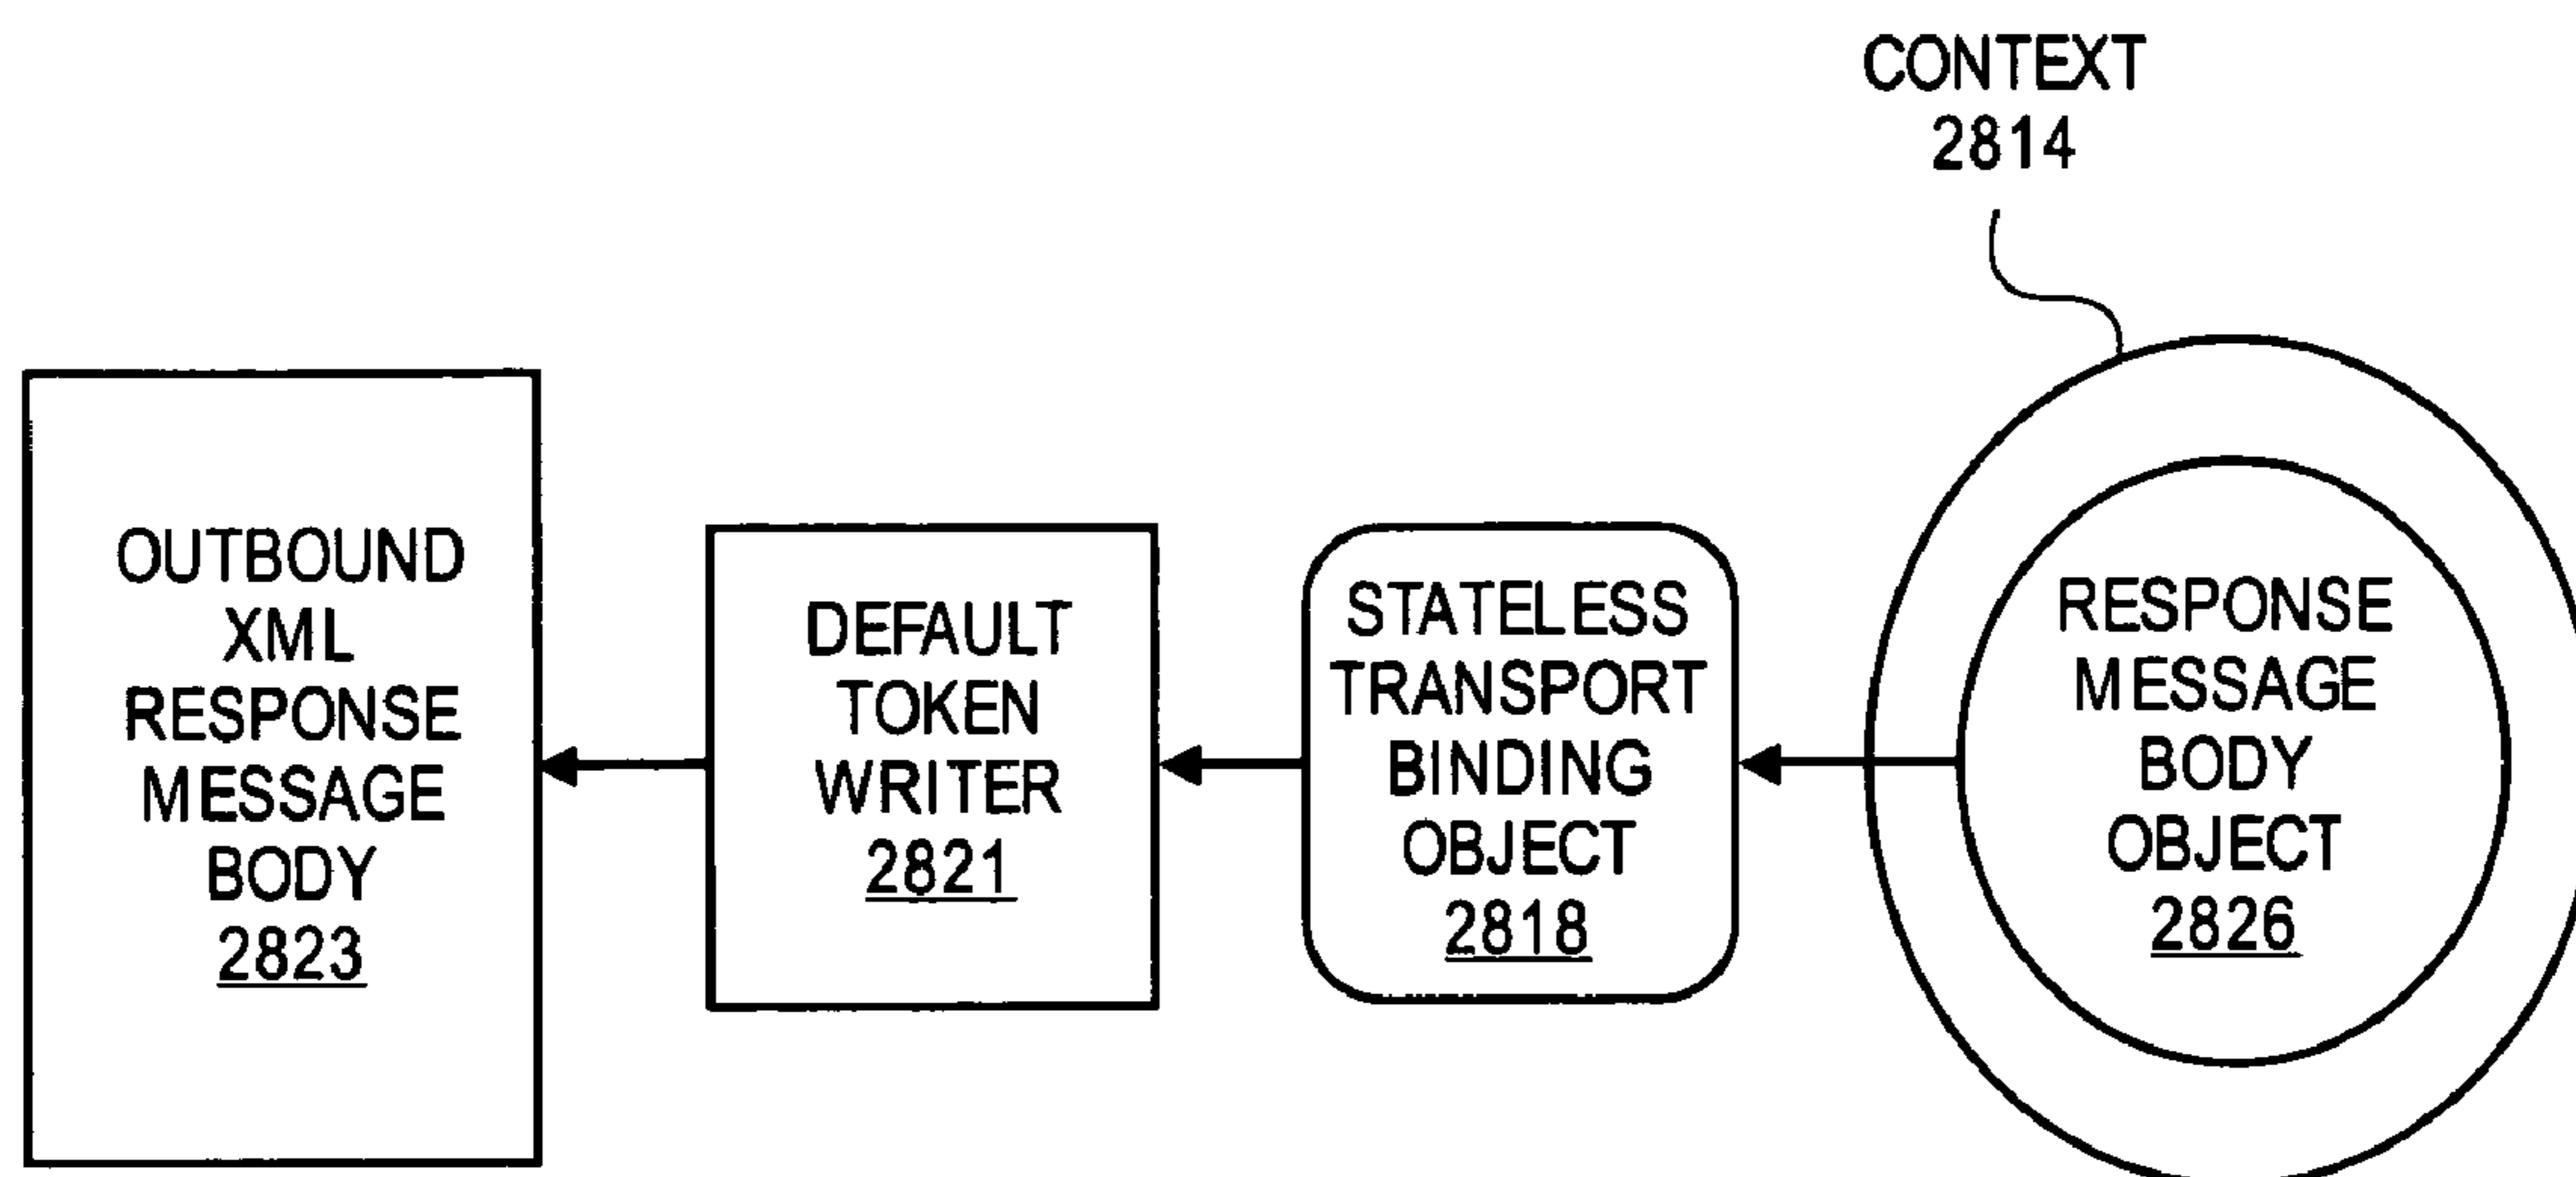 CONTEXT
2814
OUTBOUND
XML
RESPONSE
MESSAGE
BODY
2823
DEFAULT
TOKEN
WRITER
2821
STATELESS
TRANSPORT
BINDING
OBJECT
2818
RESPONSE
MESSAGE
BODY
OBJECT
2826